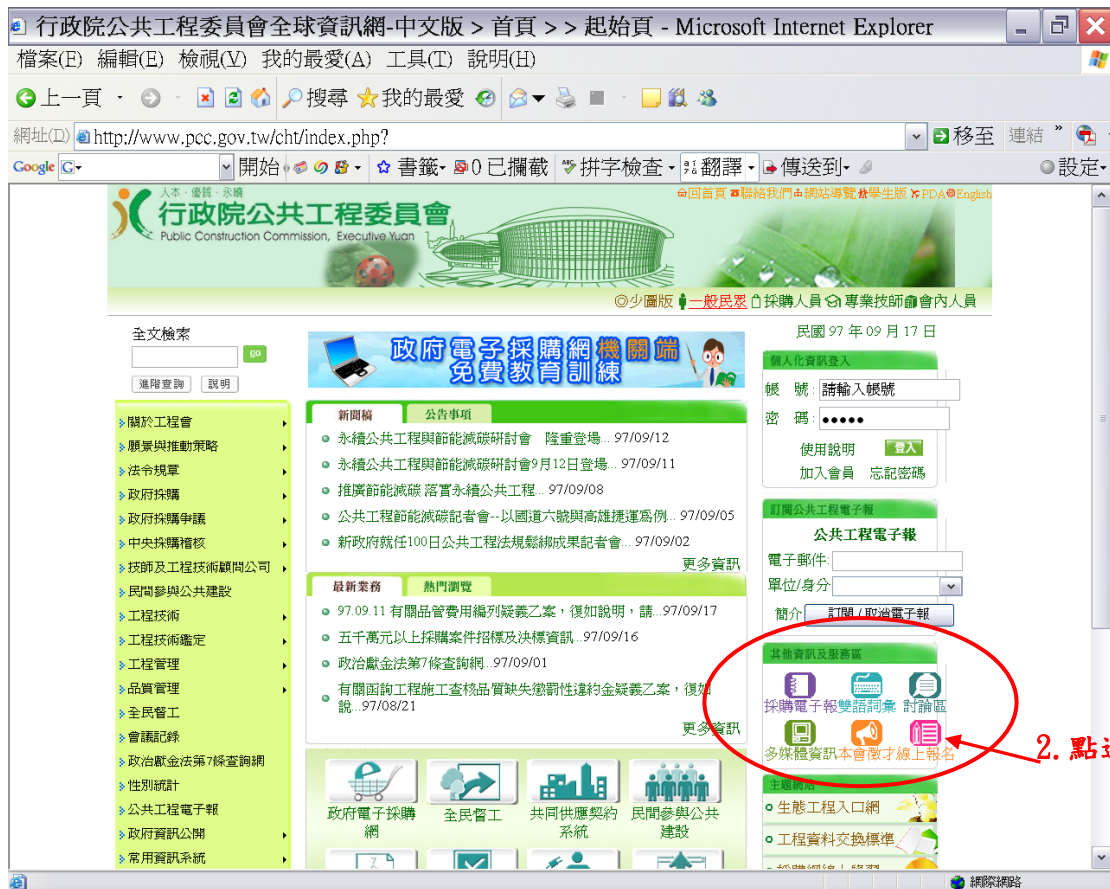 行政院公共工程委員會全球資訊網-中文版 > 首頁 > > 起始頁 - Microsoft Internet Explorer
檔案(F) 編輯(E) 檢視(V) 我的最愛(A) 工具(T) 說明(H)
上一頁 搜尋 我的最愛
網址(D) http://www.pcc.gov.tw/cht/index.php? 移至 連結 »
Google G 開始 書籤 0 已攔截 拼字檢查 翻譯 傳送到 設定
回首頁 聯絡我們 網站導覽 學生版 PDA English
人本‧優質‧永續
行政院公共工程委員會
Public Construction Commission, Executive Yuan
◎少圖版 一般民眾 採購人員 專業技師 會內人員
全文檢索
go
進階查詢 說明
關於工程會
願景與推動策略
法令規章
政府採購
政府採購爭議
中央採購稽核
技師及工程技術顧問公司
民間參與公共建設
工程技術
工程技術鑑定
工程管理
品質管理
全民督工
會議記錄
政治獻金法第7條查詢網
性別統計
公共工程電子報
政府資訊公開
常用資訊系統
政府電子採購網機關端
免費教育訓練
新聞稿 公告事項
永續公共工程與節能減碳研討會 隆重登場... 97/09/12
永續公共工程與節能減碳研討會9月12日登場... 97/09/11
推廣節能減碳 落實永續公共工程... 97/09/08
公共工程節能減碳記者會--以國道六號與高雄捷運為例... 97/09/05
新政府就任100日公共工程法規鬆綁成果記者會... 97/09/02
更多資訊
最新業務 熱門瀏覽
97.09.11 有關品管費用編列疑義乙案，復如說明，請...97/09/17
五千萬元以上採購案件招標及決標資訊...97/09/16
政治獻金法第7條查詢網...97/09/01
有關函詢工程施工查核品質缺失懲罰性違約金疑義乙案，復如
說...97/08/21
更多資訊
政府電子採購
網
全民督工
共同供應契約
系統
民間參與公共
建設
民國 97 年 09 月 17 日
個人化資訊登入
帳 號: 請輸入帳號
密 碼: ●●●●●
使用說明 登入
加入會員 忘記密碼
訂閱公共工程電子報
公共工程電子報
電子郵件:
單位/身分
簡介 訂閱 / 取消電子報
其他資訊及服務區
採購電子報 雙語詞彙 討論區
多媒體資訊 本會徵才 線上報名
2. 點
主題網站
生態工程入口網
工程資料交換標準
網際網路